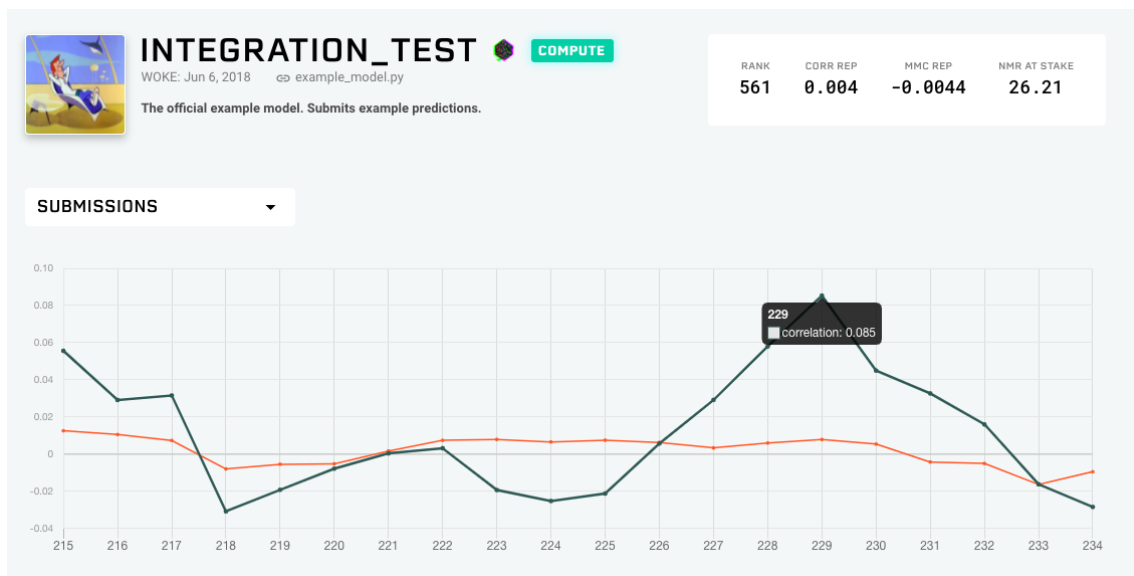 INTEGRATION_TEST COMPUTE
WOKE: Jun 6, 2018 example_model.py
The official example model. Submits example predictions.
RANK CORR REP MMC REP NMR AT STAKE
561 0.004 -0.0044 26.21
SUBMISSIONS
0.10
0.08
0.06
0.04
0.02
0
-0.02
-0.04
229
correlation: 0.085
215 216 217 218 219 220 221 222 223 224 225 226 227 228 229 230 231 232 233 234